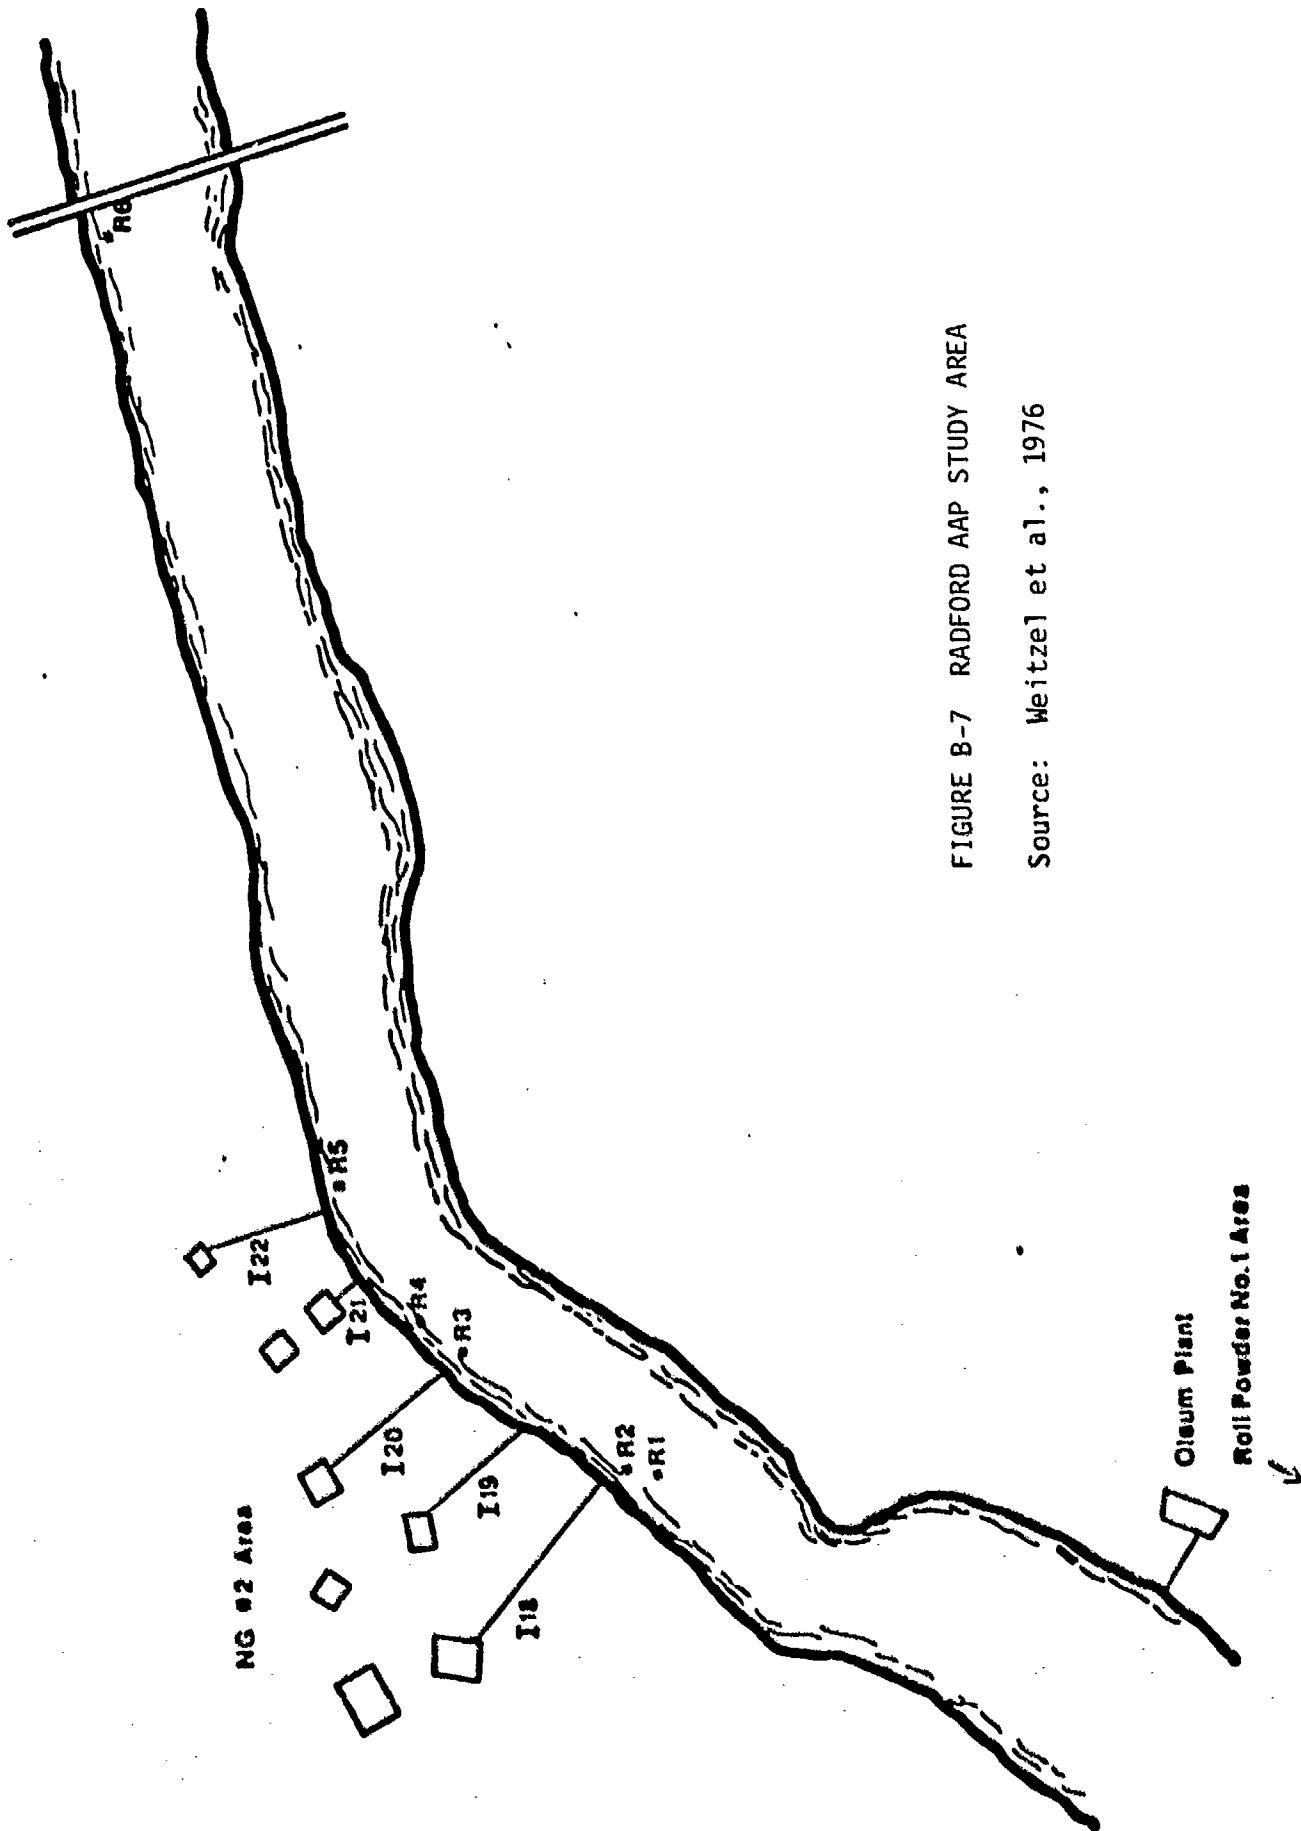 R6
NG #2 Area
I22
R5
I21
I20
R4
R3
I19
I18
R2
R1
FIGURE B-7 RADFORD AAP STUDY AREA
Source: Weitzel et al., 1976
Oleum Plant
Roll Powder No. 1 Area